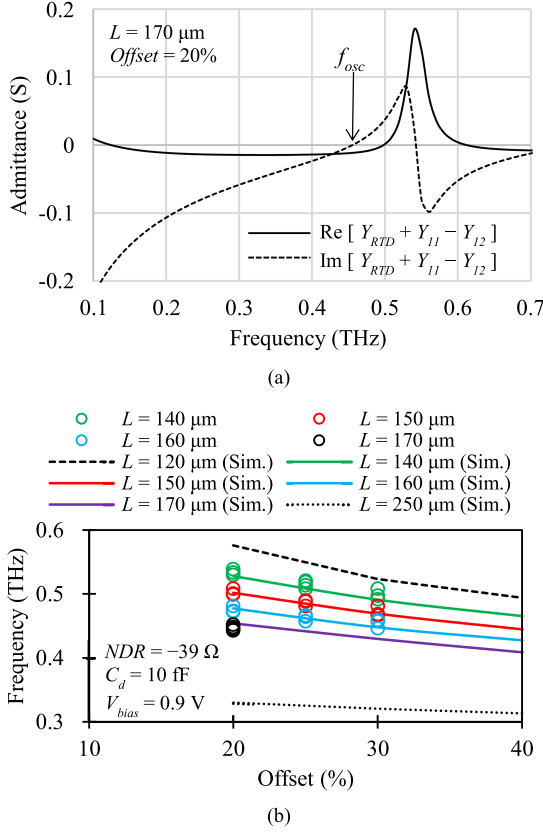 L = 170 μm
Offset = 20%
f_osc
Admittance (S)
0.2
0.1
0
-0.1
-0.2
Re [ Y_RTD + Y_11 − Y_12 ]
Im [ Y_RTD + Y_11 − Y_12 ]
0.1 0.2 0.3 0.4 0.5 0.6 0.7
Frequency (THz)
(a)
L = 140 μm L = 150 μm
L = 160 μm L = 170 μm
L = 120 μm (Sim.) L = 140 μm (Sim.)
L = 150 μm (Sim.) L = 160 μm (Sim.)
L = 170 μm (Sim.) L = 250 μm (Sim.)
Frequency (THz)
0.6
0.5
0.4
0.3
NDR = −39 Ω
C_d = 10 fF
V_bias = 0.9 V
10 20 30 40
Offset (%)
(b)